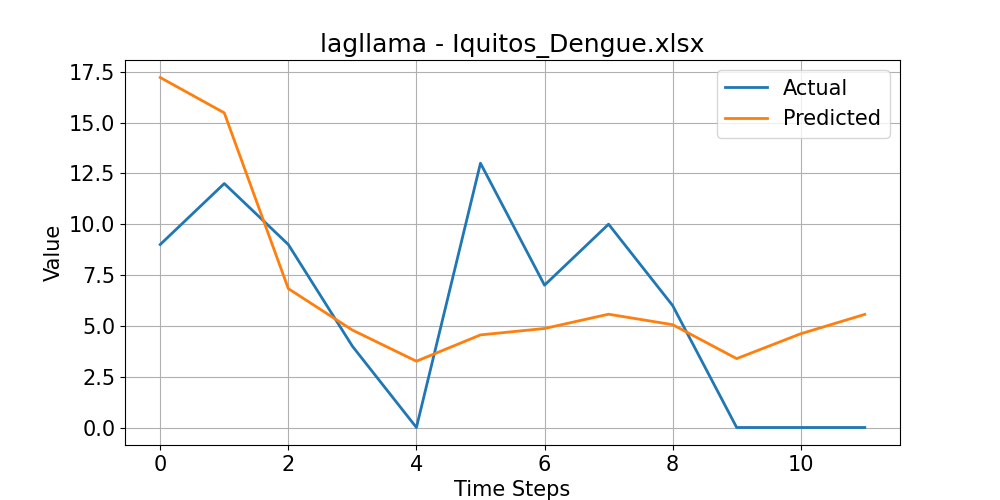 lagllama - Iquitos_Dengue.xlsx
17.5
15.0
12.5
10.0
7.5
5.0
2.5
0.0
Value
Actual
Predicted
0 2 4 6 8 10
Time Steps